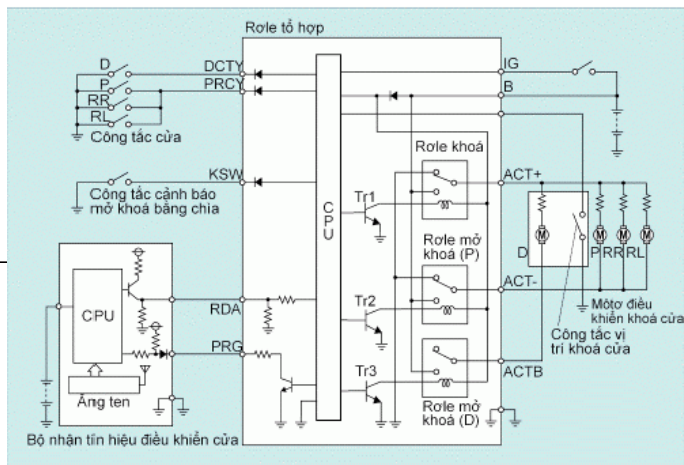 Rơle tổ hợp
D
DCTY
IG
P
PRCY
B
RR
RL
Công tắc cửa
Rơle khoá
KSW
ACT+
Công tắc cảnh báo
mở khoá bằng chìa
Tr1
CPU
Rơle mở
khoá (P)
D
P
RR
RL
M
M
M
M
ACT-
CPU
RDA
Tr2
Môtơ điều
khiển khoá cửa
Công tắc vị
trí khoá cửa
PRG
Tr3
ACTB
Ăng ten
Rơle mở
khoá (D)
Bộ nhận tín hiệu điều khiển cửa